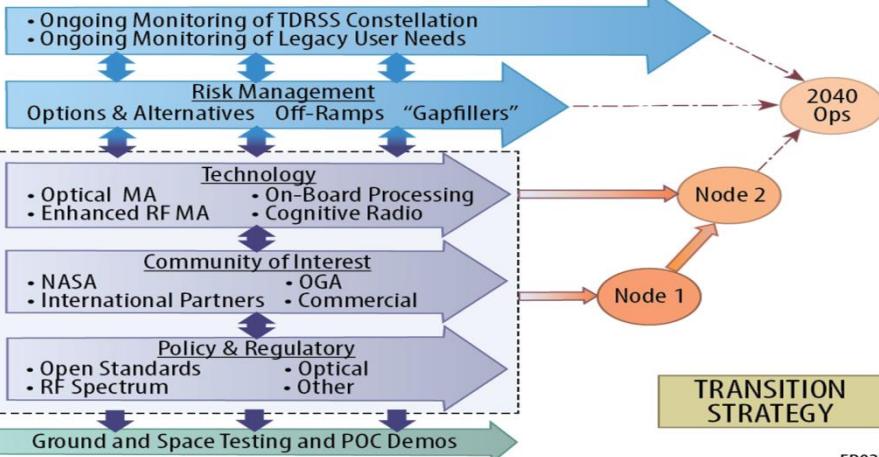 • Ongoing Monitoring of TDRSS Constellation
• Ongoing Monitoring of Legacy User Needs
Risk Management
Options & Alternatives Off-Ramps “Gapfillers”
2040
Ops
Technology
• Optical MA • On-Board Processing
• Enhanced RF MA • Cognitive Radio
Node 2
Community of Interest
• NASA • OGA
• International Partners • Commercial
Node 1
Policy & Regulatory
• Open Standards • Optical
• RF Spectrum • Other
TRANSITION
STRATEGY
Ground and Space Testing and POC Demos